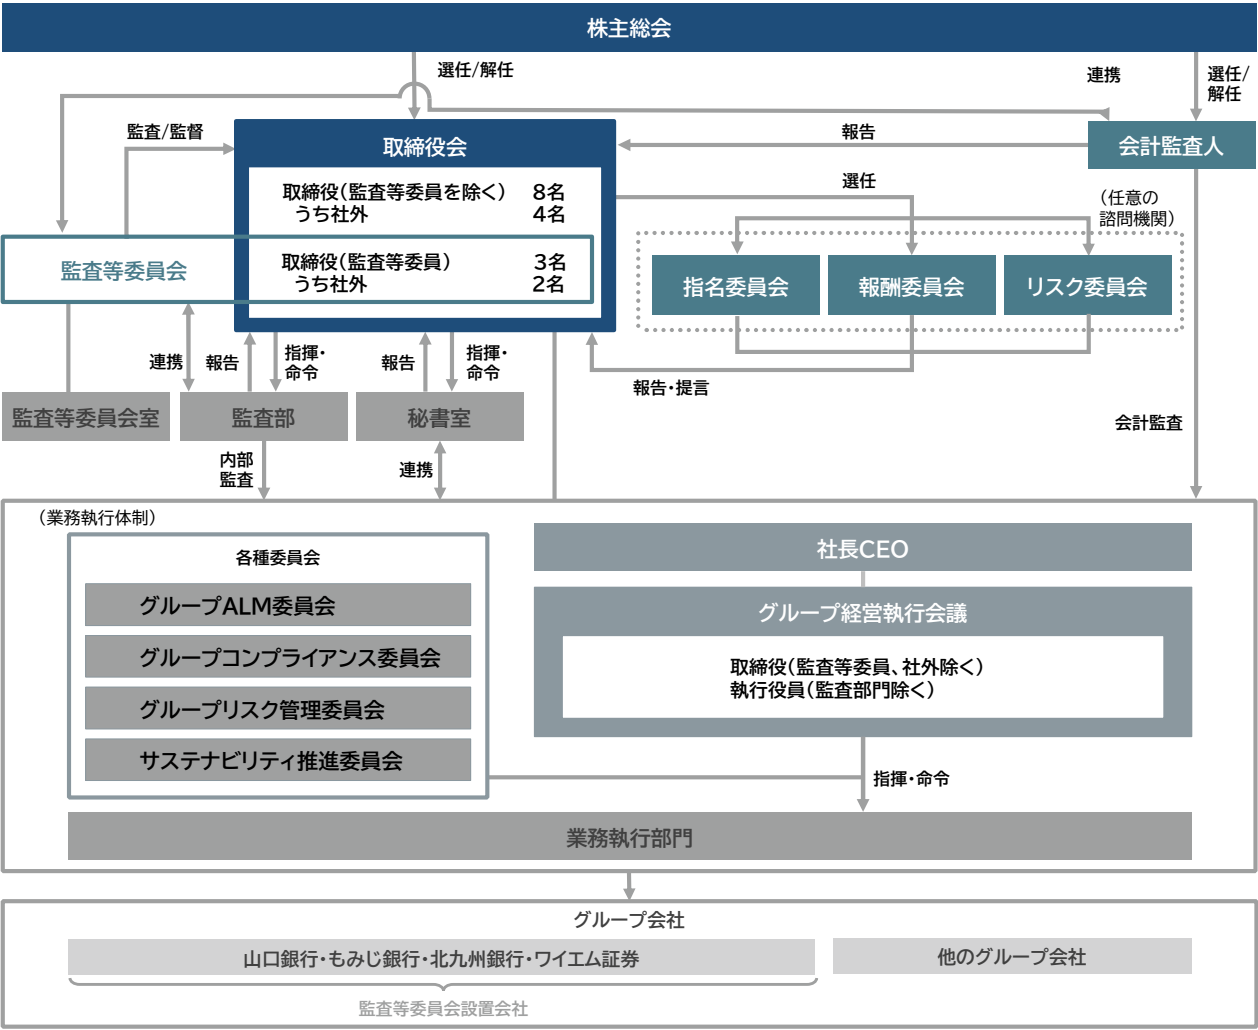 株主総会
選任/解任
連携
選任/
解任
監査/監督
取締役会
報告
会計監査人
取締役(監査等委員を除く) 8名
うち社外 4名
選任
(任意の
諮問機関)
監査等委員会
取締役(監査等委員) 3名
うち社外 2名
指名委員会
報酬委員会
リスク委員会
連携
報告
指揮・
命令
報告
指揮・
命令
報告・提言
監査等委員会室
監査部
秘書室
会計監査
内部
監査
連携
(業務執行体制)
各種委員会
グループALM委員会
グループコンプライアンス委員会
グループリスク管理委員会
サステナビリティ推進委員会
社長CEO
グループ経営執行会議
取締役(監査等委員、社外除く)
執行役員(監査部門除く)
指揮・命令
業務執行部門
グループ会社
山口銀行・もみじ銀行・北九州銀行・ワイエム証券
他のグループ会社
監査等委員会設置会社